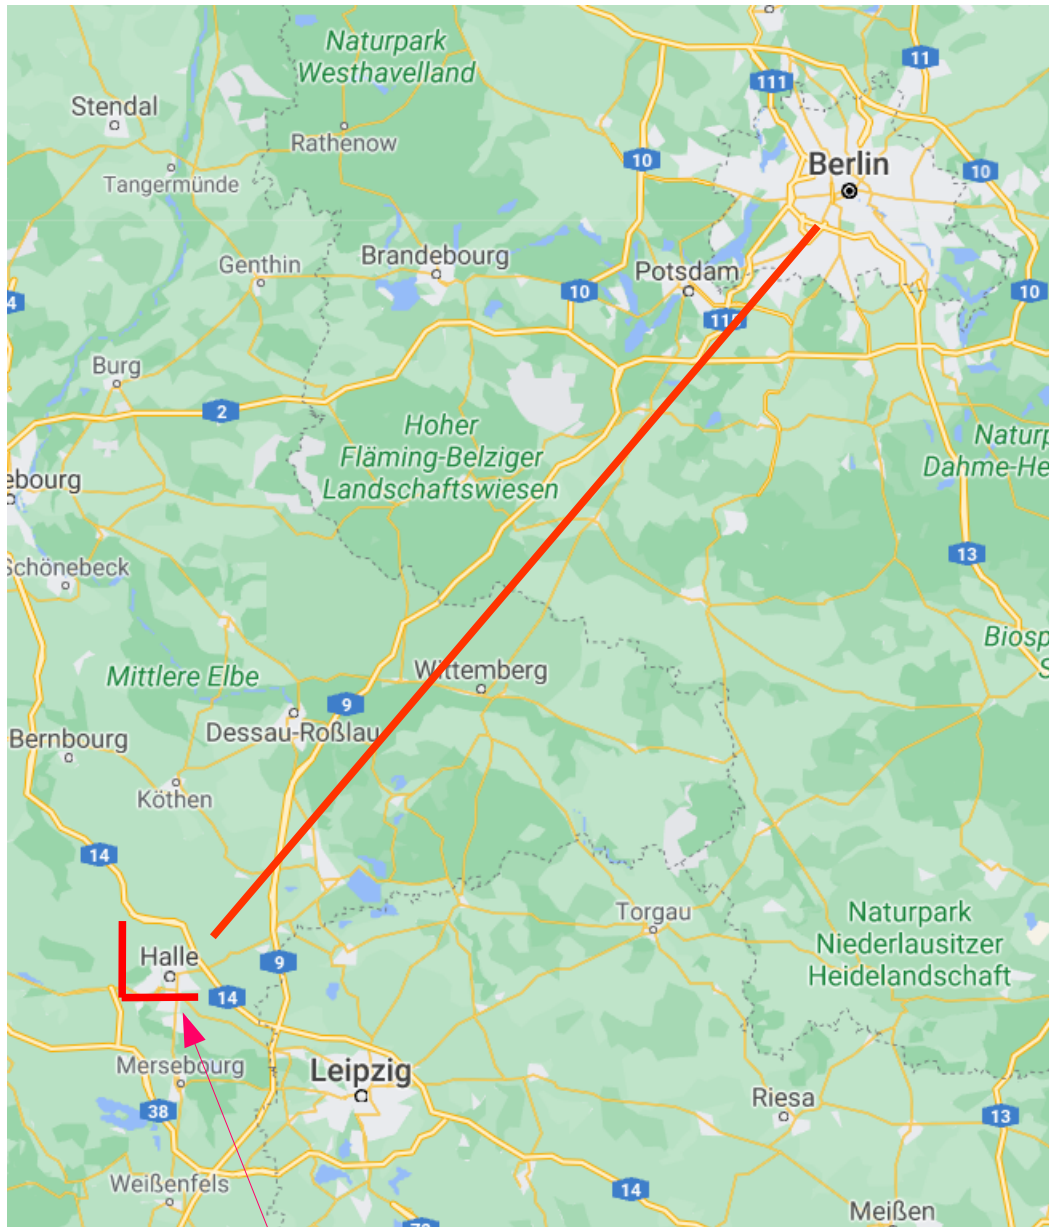 Naturpark
Westhavelland
11
111
Stendal
Rathenow
10
Berlin
10
Tangermünde
Brandebourg
Genthin
Potsdam
10
10
4
Burg
2
Hoher
Fläming-Belziger
Landschaftswiesen
Naturp
Dahme-He
ebourg
13
Schönebeck
Biosp
S
Mittlere Elbe
Wittemberg
9
Dessau-Roßlau
Bernbourg
Köthen
14
Torgau
Naturpark
Niederlausitzer
Heidelandschaft
Halle
9
14
Mersebourg
Leipzig
Riesa
38
13
Weißenfels
14
Meißen